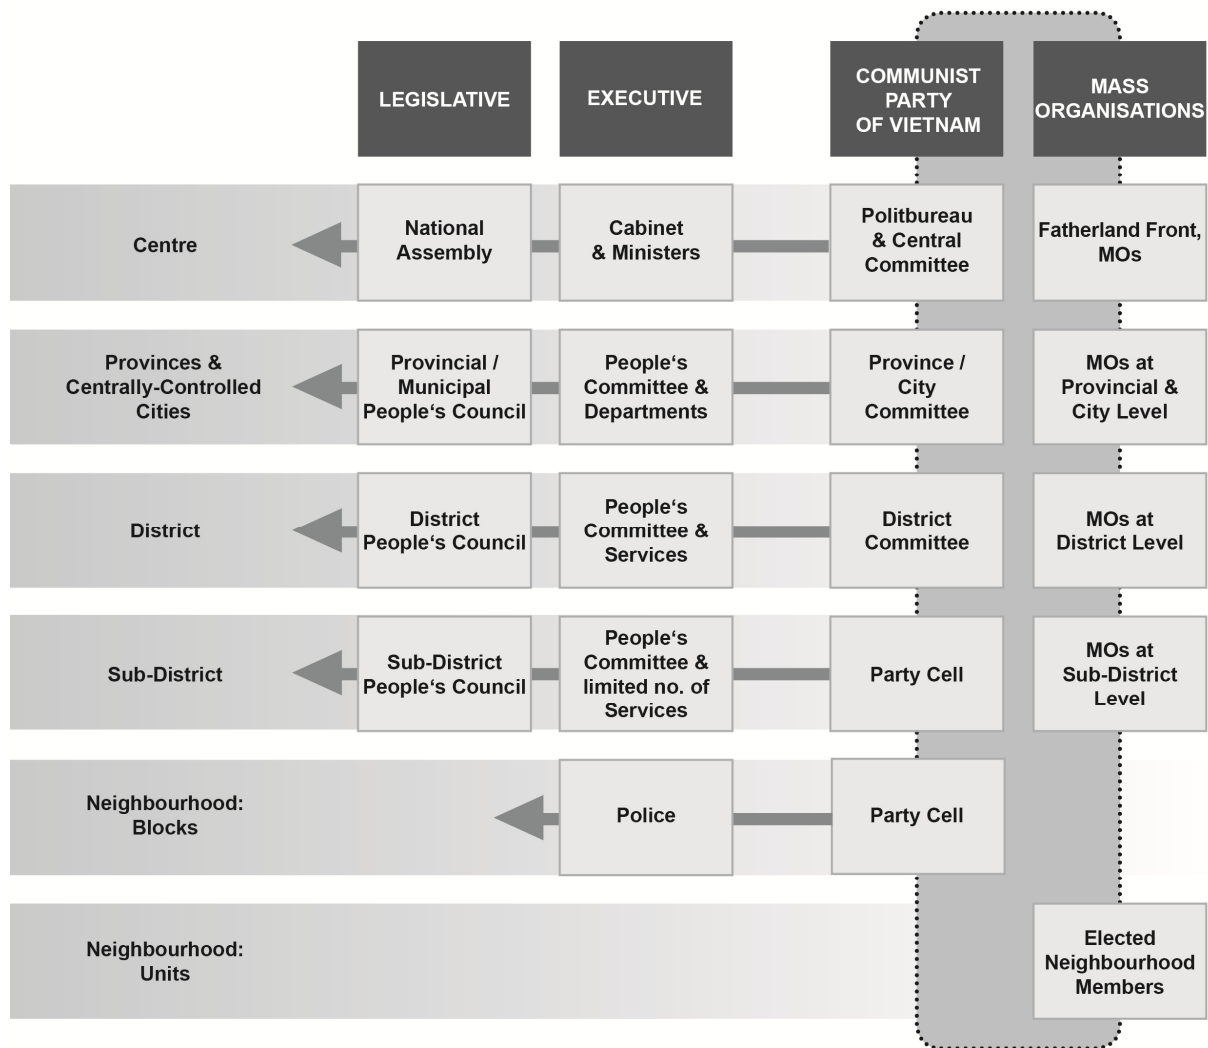 LEGISLATIVE
EXECUTIVE
COMMUNIST
PARTY
OF VIETNAM
MASS
ORGANISATIONS
Centre
National
Assembly
Cabinet
& Ministers
Politbureau
& Central
Committee
Fatherland Front,
MOs
Provinces &
Centrally-Controlled
Cities
Provincial /
Municipal
People‘s Council
People‘s
Committee &
Departments
Province /
City
Committee
MOs at
Provincial &
City Level
District
District
People‘s Council
People‘s
Committee &
Services
District
Committee
MOs at
District Level
Sub-District
Sub-District
People‘s Council
People‘s
Committee &
limited no. of
Services
Party Cell
MOs at
Sub-District
Level
Neighbourhood:
Blocks
Police
Party Cell
Neighbourhood:
Units
Elected
Neighbourhood
Members